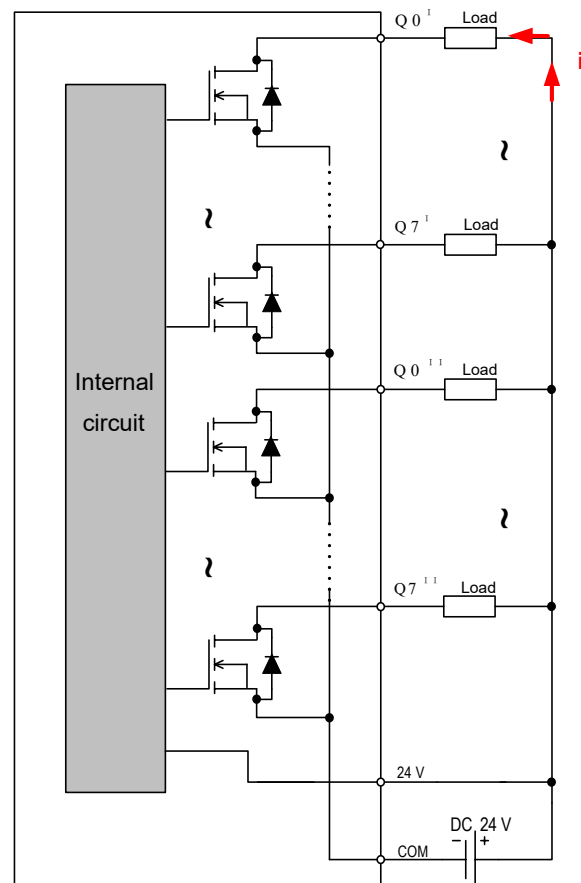 Q0 I Load
i
Q7 I Load
Q0 II Load
Internal
circuit
Q7 II Load
24 V
DC 24 V
− +
COM